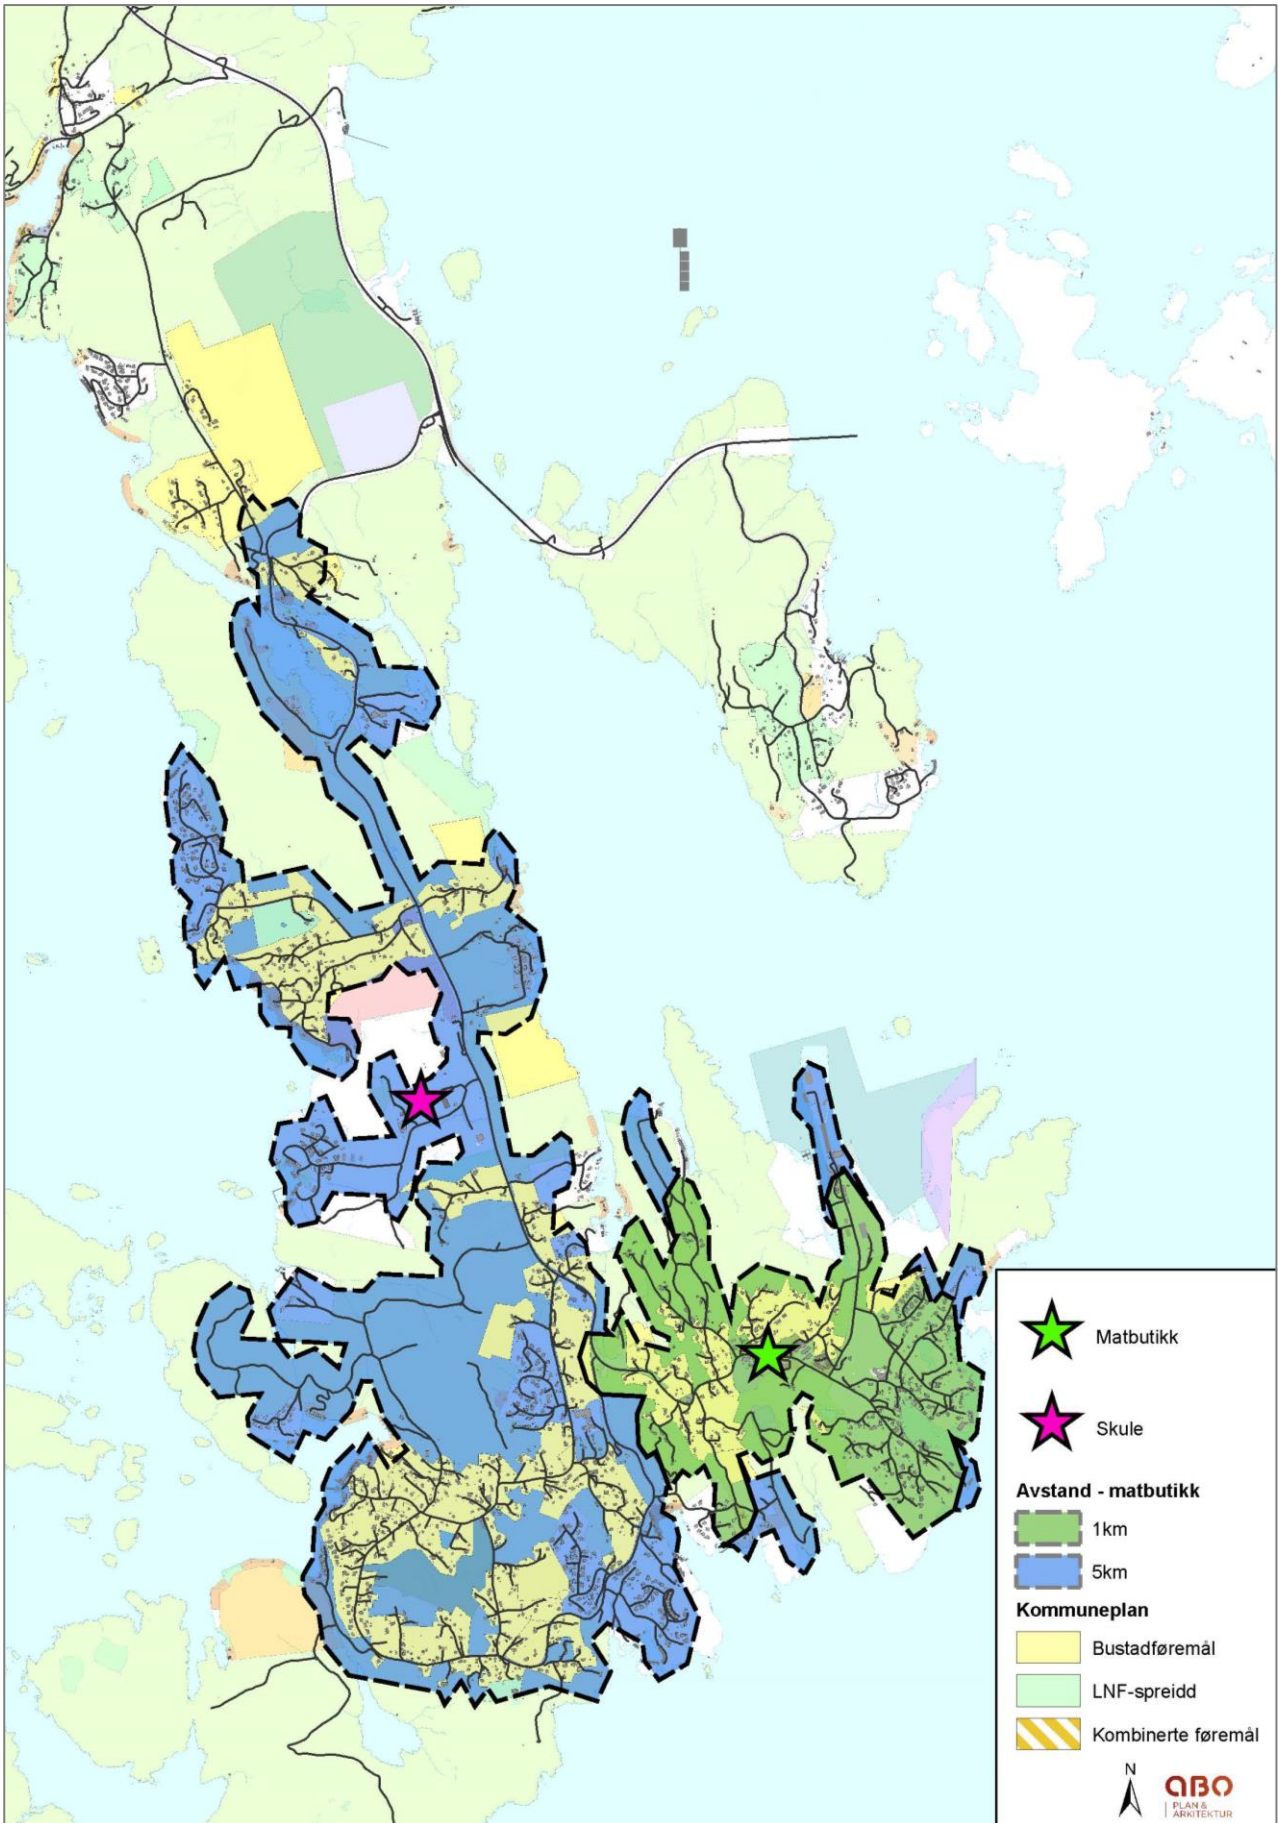 Matbutikk
Skule
Avstand - matbutikk
1km
5km
Kommuneplan
Bustadføremål
LNF-spreidd
Kombinerte føremål
N
ABO
PLAN &
ARKITEKTUR